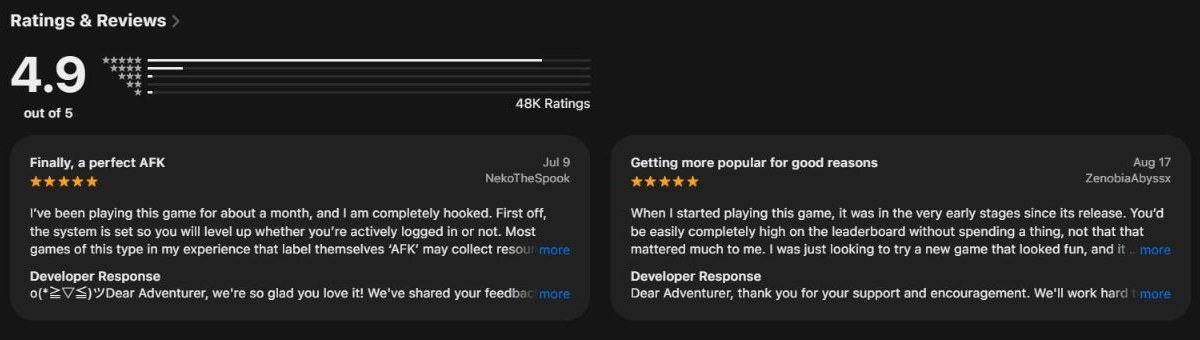 Ratings & Reviews >
4.9
out of 5
48K Ratings
Finally, a perfect AFK
Jul 9
★★★★★
NekoTheSpook
I've been playing this game for about a month, and I am completely hooked. First off,
the system is set so you will level up whether you're actively logged in or not. Most
games of this type in my experience that label themselves ‘AFK’ may collect resour more
Developer Response
o(*≧▽≦)ツDear Adventurer, we're so glad you love it! We've shared your feedbac more
Getting more popular for good reasons
Aug 17
★★★★★
ZenobiaAbyssx
When I started playing this game, it was in the very early stages since its release. You'd
be easily completely high on the leaderboard without spending a thing, not that that
mattered much to me. I was just looking to try a new game that looked fun, and it .. more
Developer Response
Dear Adventurer, thank you for your support and encouragement. We'll work hard t more